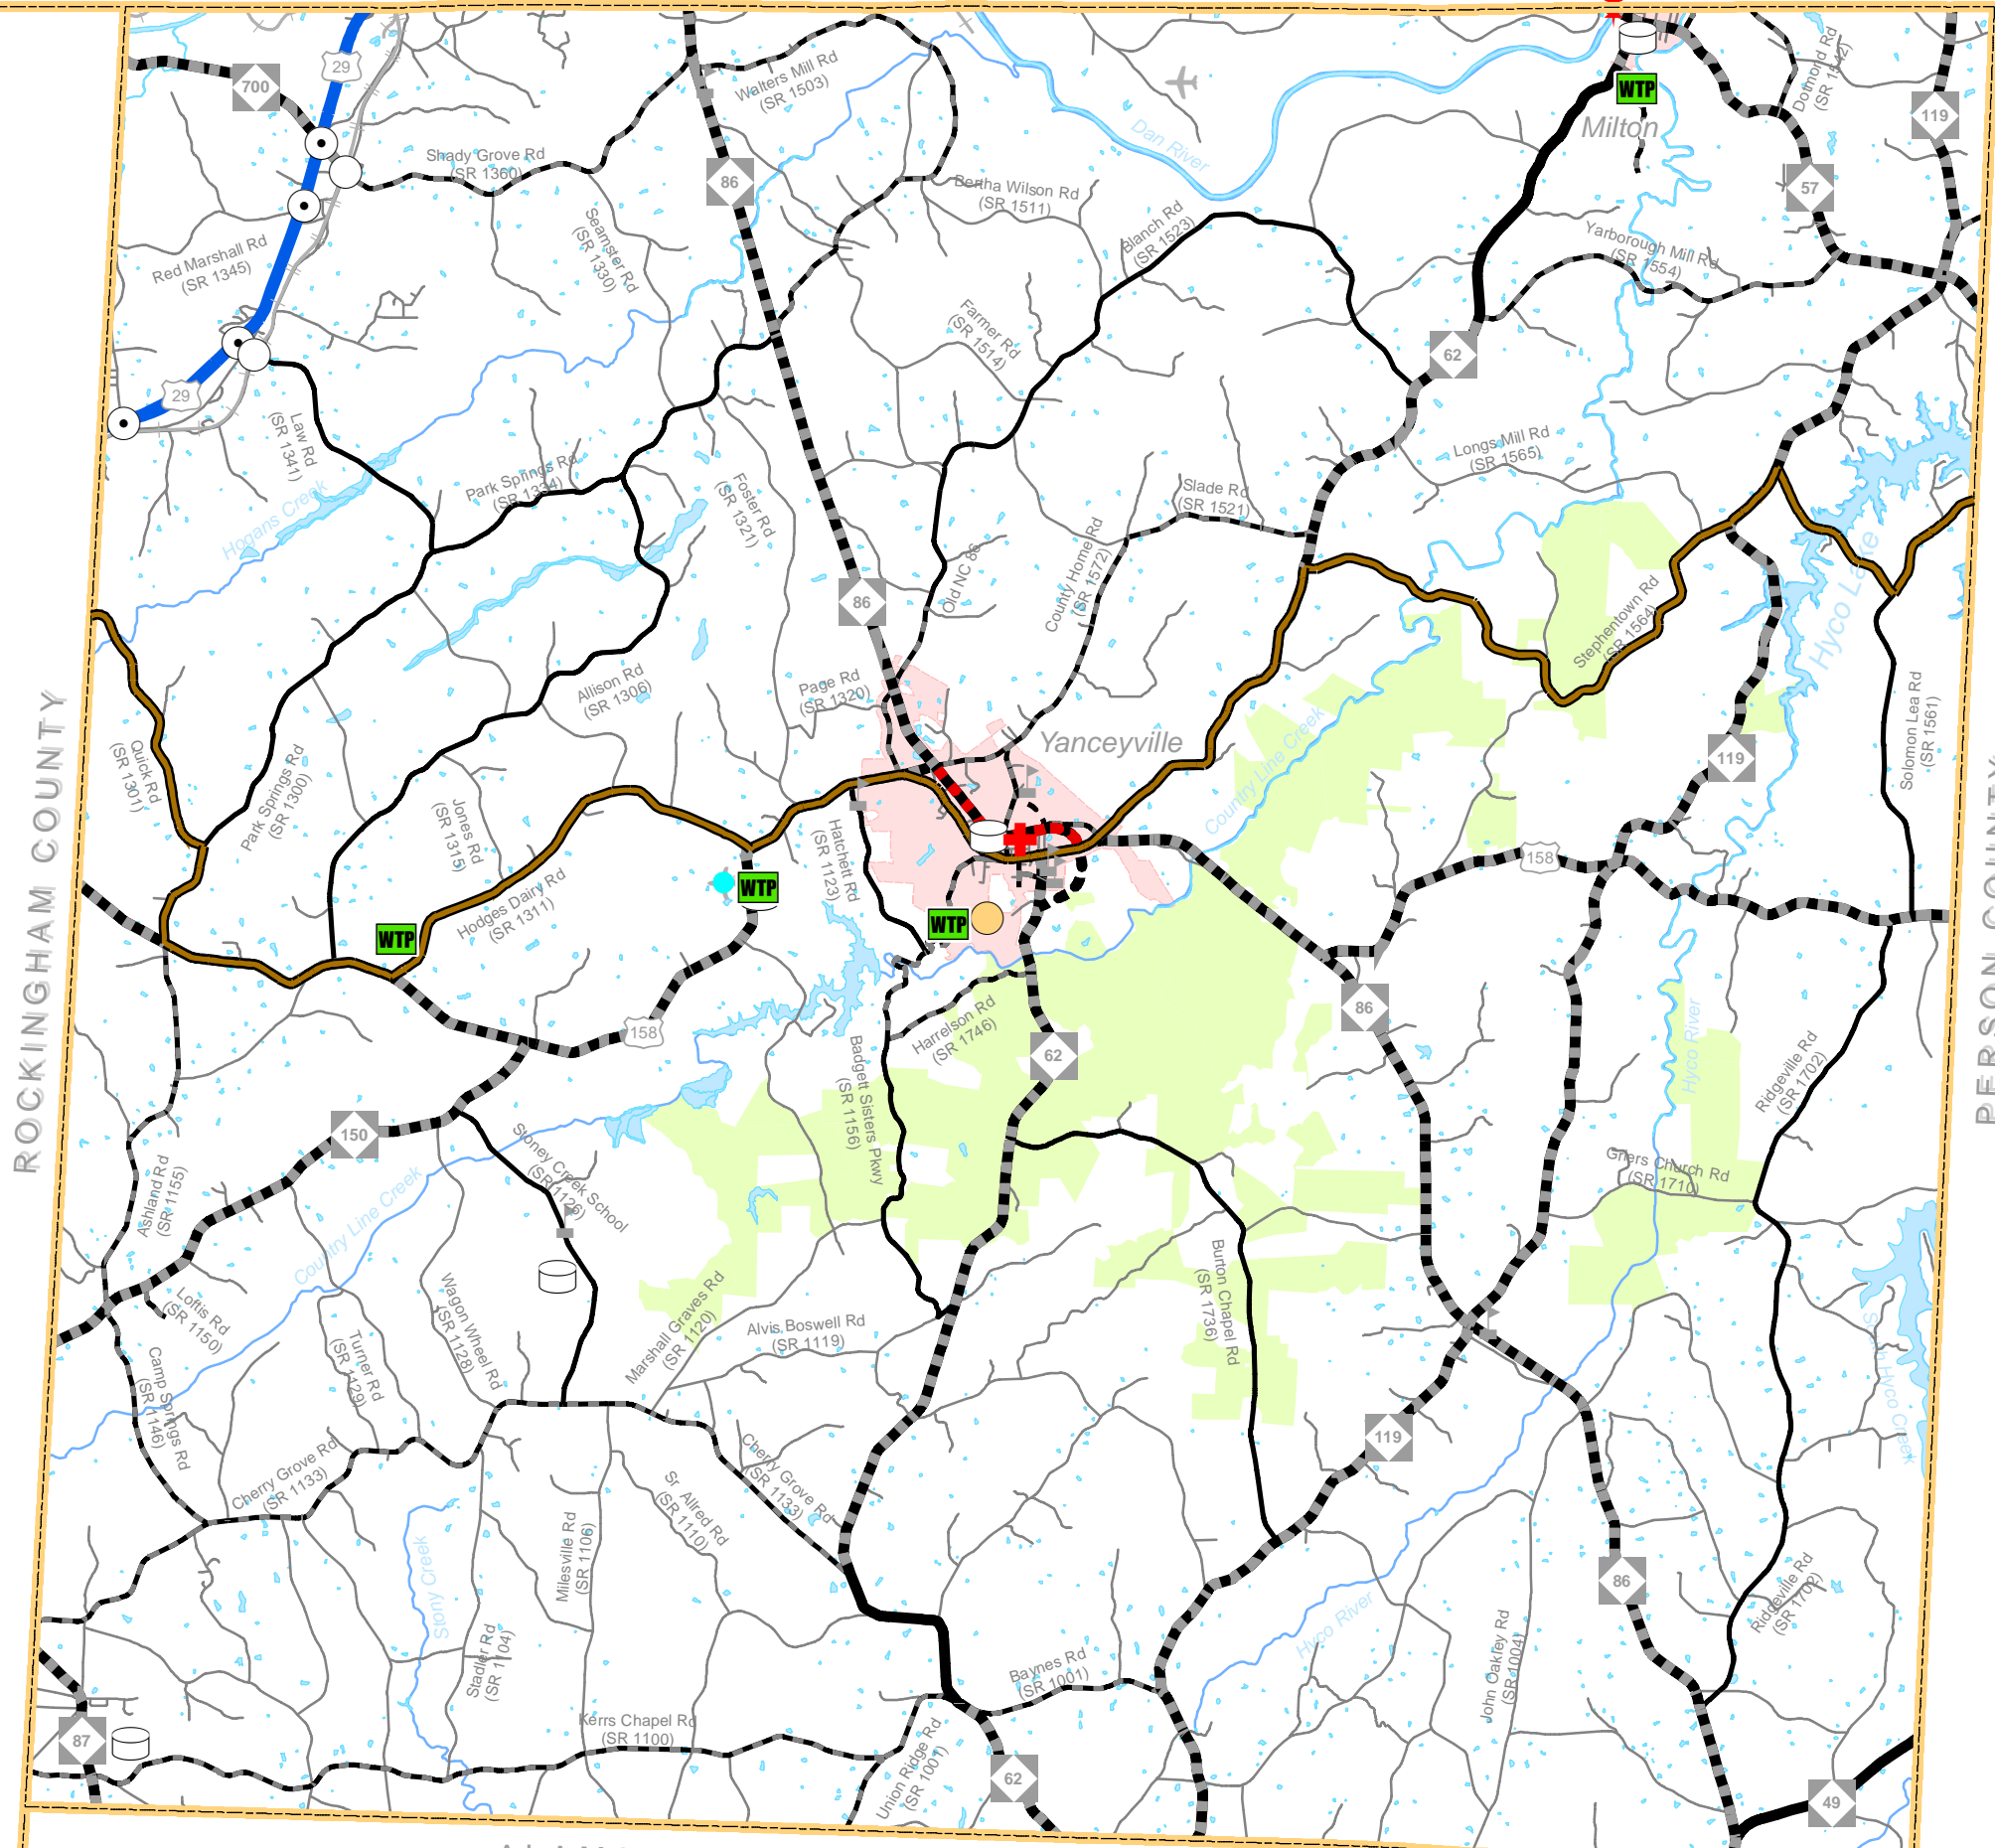 29
700
Walters Mill Rd
(SR 1503)
Dotmond Rd
(SR 1542)
WTP
119
Milton
Dan River
Shady Grove Rd
(SR 1360)
86
Bertha Wilson Rd
(SR 1511)
57
Blanch Rd
(SR 1523)
Seamster Rd
(SR 1330)
Red Marshall Rd
(SR 1345)
Yarborough Mill Rd
(SR 1554)
Farmer Rd
(SR 1514)
62
29
Law Rd
(SR 1341)
Longs Mill Rd
(SR 1565)
Park Springs Rd
(SR 1334)
Slade Rd
(SR 1521)
Foster Rd
(SR 1321)
Hogans Creek
Old NC 86
County Home Rd
(SR 1572)
86
Hyco Lake
Stephentown Rd
(SR 1564)
Allison Rd
(SR 1306)
Page Rd
(SR 1320)
Solomon Lea Rd
(SR 1561)
Yanceyville
119
Quick Rd
(SR 1301)
Park Springs Rd
(SR 1300)
Country Line Creek
Jones Rd
(SR 1315)
Hatchett Rd
(SR 1123)
158
WTP
Hodges Dairy Rd
(SR 1311)
WTP
WTP
ROCKINGHAM COUNTY
PERSON COUNTY
158
Harrelson Rd
(SR 1746)
86
Hyco River
62
Badgett Sisters Pkwy
(SR 1156)
Ridgeville Rd
(SR 1702)
150
Stoney Creek School
(SR 1126)
Ashland Rd
(SR 1155)
Griers Church Rd
(SR 1710)
Country Line Creek
Burton Chapel Rd
(SR 1736)
Loftis Rd
(SR 1150)
Wagon Wheel Rd
(SR 1128)
Marshall Graves Rd
(SR 1120)
Alvis Boswell Rd
(SR 1119)
Turner Rd
(SR 1129)
South Hyco Creek
Camp Springs Rd
(SR 1146)
119
Cherry Grove Rd
(SR 1133)
Cherry Grove Rd
(SR 1133)
Sr Allred Rd
(SR 1110)
Milesville Rd
(SR 1106)
Stony Creek
86
Ridgeville Rd
(SR 1702)
Hyco River
Stadler Rd
(SR 1104)
John Oakley Rd
(SR 1004)
Baynes Rd
(SR 1001)
Kerrs Chapel Rd
(SR 1100)
87
Union Ridge Rd
(SR 1001)
62
49